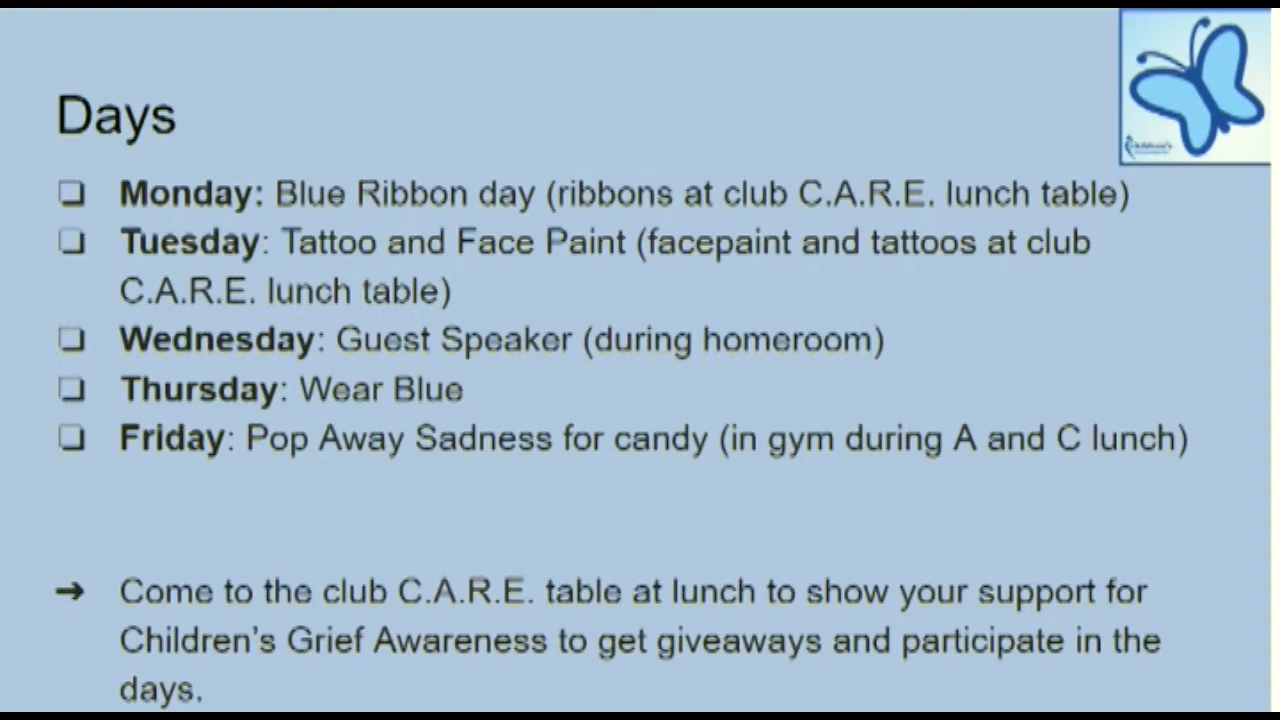 Days
❏ Monday: Blue Ribbon day (ribbons at club C.A.R.E. lunch table)
❏ Tuesday: Tattoo and Face Paint (facepaint and tattoos at club
C.A.R.E. lunch table)
❏ Wednesday: Guest Speaker (during homeroom)
❏ Thursday: Wear Blue
❏ Friday: Pop Away Sadness for candy (in gym during A and C lunch)
➔ Come to the club C.A.R.E. table at lunch to show your support for
Children’s Grief Awareness to get giveaways and participate in the
days.
Children's